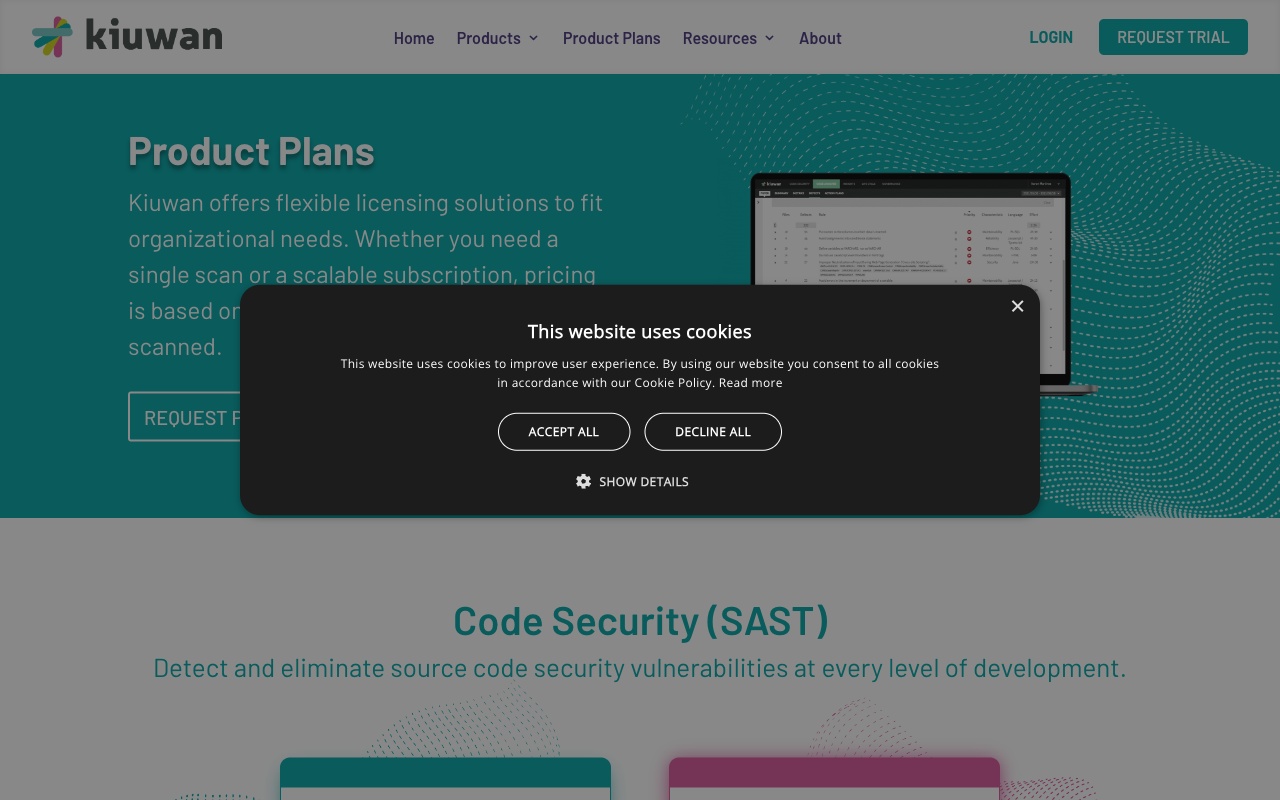 kiuwan
Home
Products
Product Plans
Resources
About
LOGIN
REQUEST TRIAL
Product Plans
Kiuwan offers flexible licensing solutions to fit
organizational needs. Whether you need a
single scan or a scalable subscription, pricing
is based on
scanned.
REQUEST
This website uses cookies
This website uses cookies to improve user experience. By using our website you consent to all cookies
in accordance with our Cookie Policy. Read more
ACCEPT ALL
DECLINE ALL
SHOW DETAILS
Code Security (SAST)
Detect and eliminate source code security vulnerabilities at every level of development.